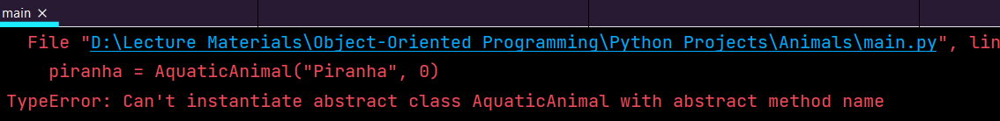 main ×
File "D:\Lecture Materials\Object-Oriented Programming\Python Projects\Animals\main.py", lin
piranha = AquaticAnimal("Piranha", 0)
TypeError: Can't instantiate abstract class AquaticAnimal with abstract method name